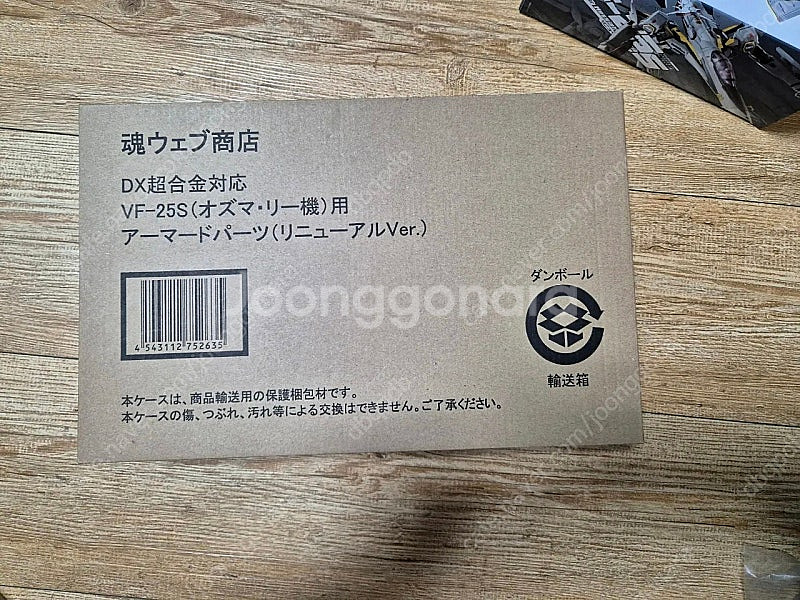 魂ウェブ商店
DX超合金対応
VF-25S(オズマ・リー機)用
アーマードパーツ(リニューアルVer.)
ダンボール
4 543112 752635
輸送箱
本ケースは、商品輸送用の保護梱包材です。
本ケースの傷、つぶれ、汚れ等による交換はできません。ご了承ください。
joonggonara